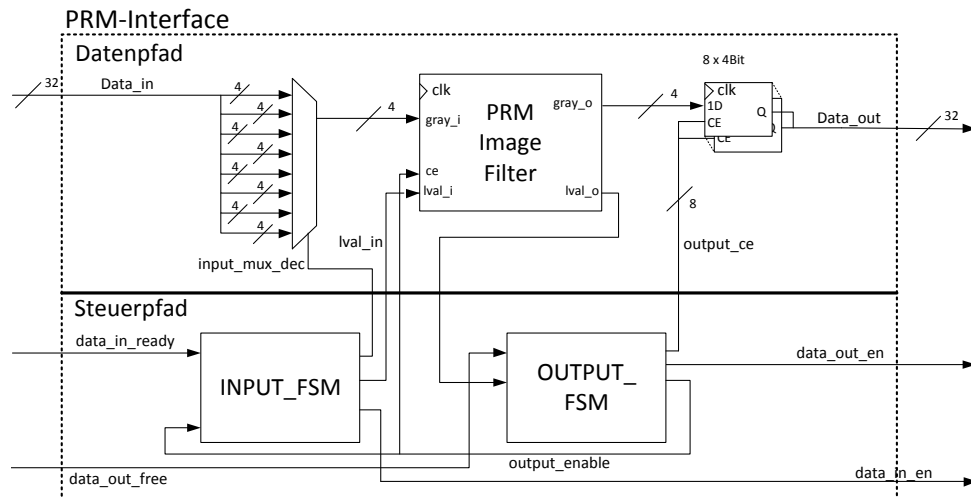 PRM-Interface
Datenpfad
32
Data_in
4
4
4
4
4
4
4
4
input_mux_dec
4
clk
gray_i
ce
lval_i
PRM
Image
Filter
gray_o
lval_o
lval_in
4
8 x 4Bit
clk
1D
CE
Q
CE
Q
Data_out
32
8
output_ce
Steuerpfad
data_in_ready
INPUT_FSM
OUTPUT_
FSM
data_out_en
output_enable
data_out_free
data_in_en